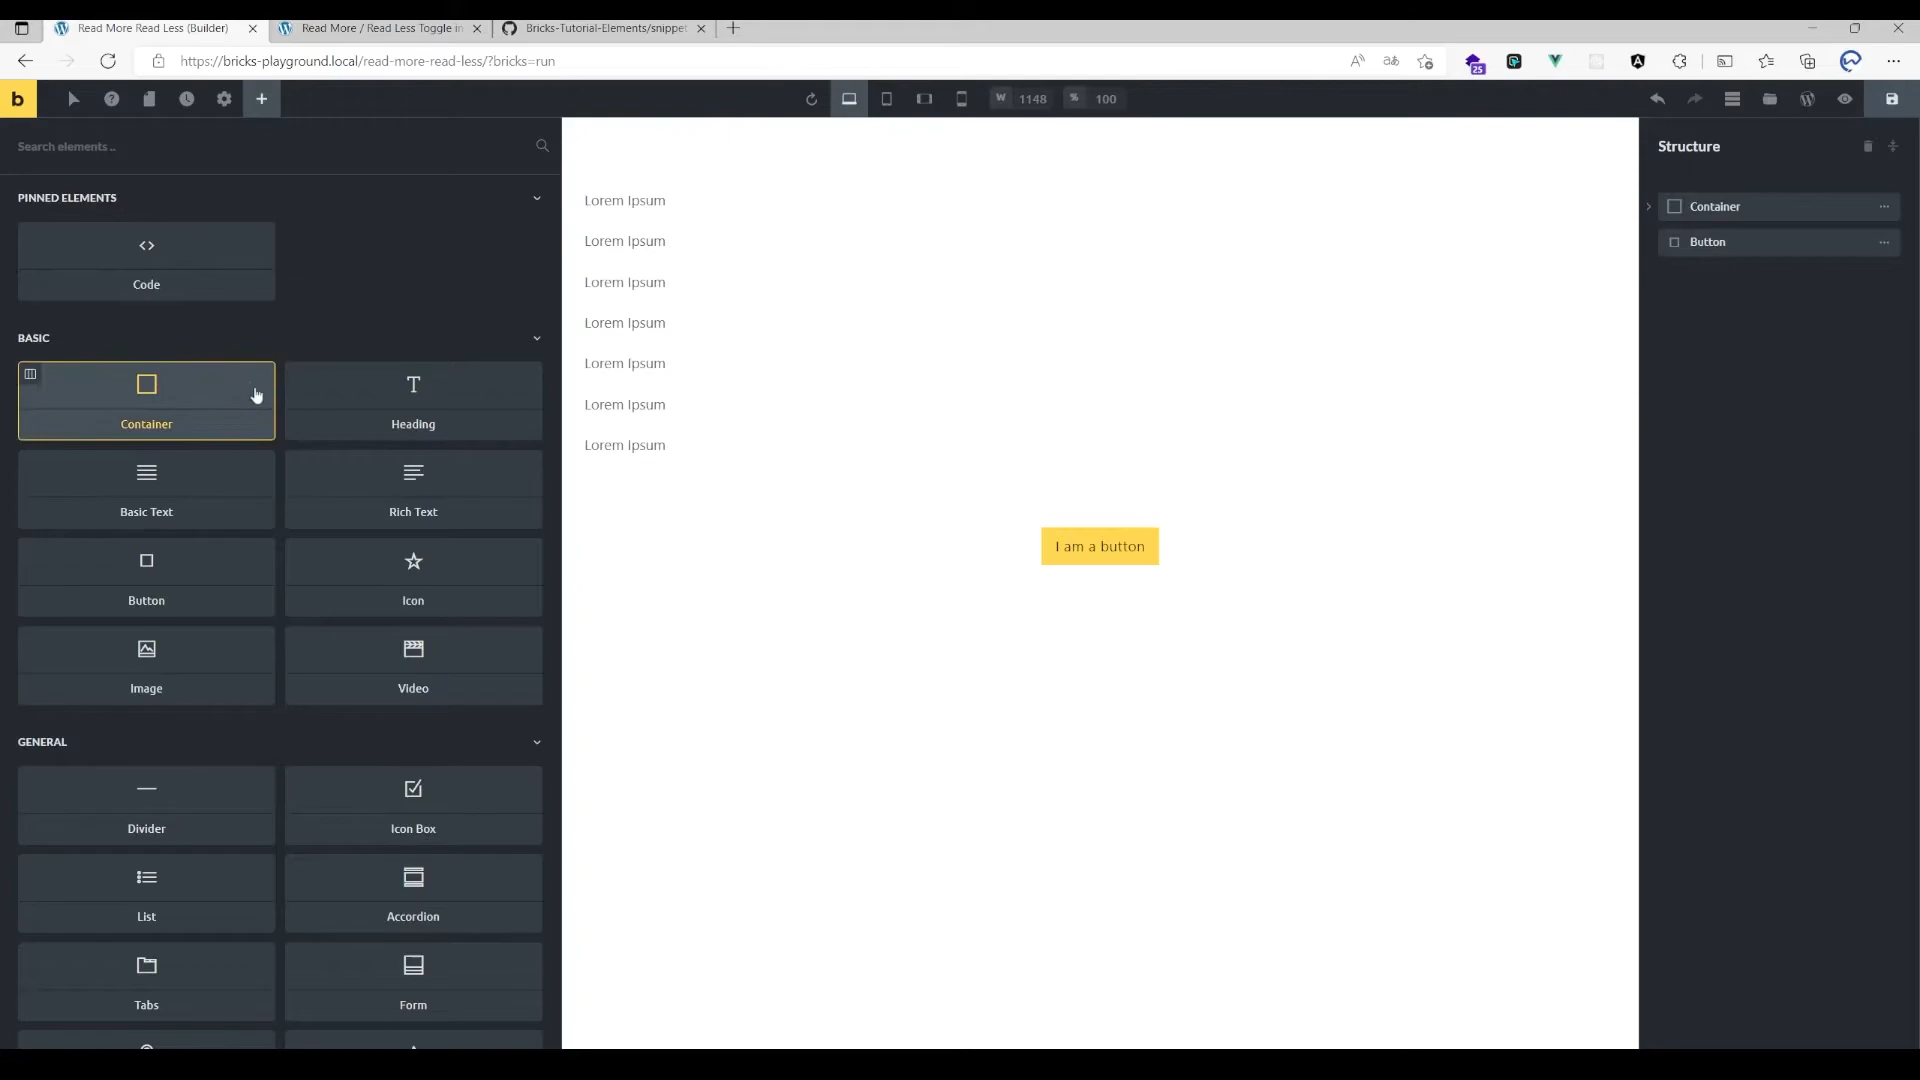 Read More Read Less (Builder)
Read More / Read Less Toggle in
Bricks-Tutorial-Elements/snippet
https://bricks-playground.local/read-more-read-less/?bricks=run
25
b
W 1148 % 100
Search elements ..
Structure
PINNED ELEMENTS
Code
BASIC
Container
Heading
Basic Text
Rich Text
Button
Icon
Image
Video
GENERAL
Divider
Icon Box
List
Accordion
Tabs
Form
Lorem Ipsum
Lorem Ipsum
Lorem Ipsum
Lorem Ipsum
Lorem Ipsum
Lorem Ipsum
Lorem Ipsum
I am a button
Container
Button